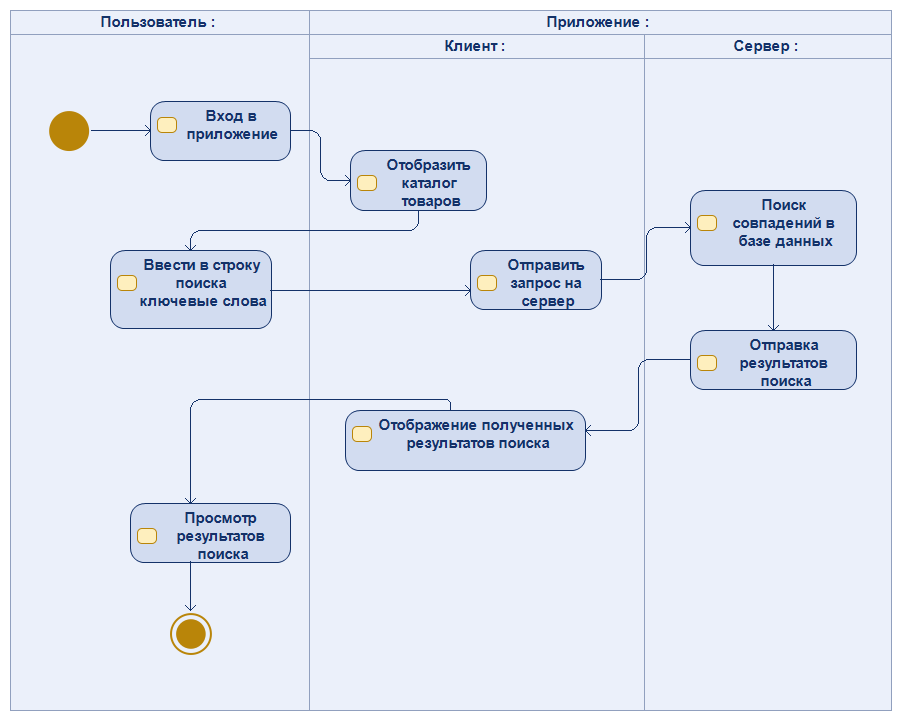 Пользователь :
Приложение :
Клиент :
Сервер :
Вход в
приложение
Отобразить
каталог
товаров
Поиск
совпадений в
базе данных
Ввести в строку
поиска
ключевые слова
Отправить
запрос на
сервер
Отправка
результатов
поиска
Отображение полученных
результатов поиска
Просмотр
результатов
поиска